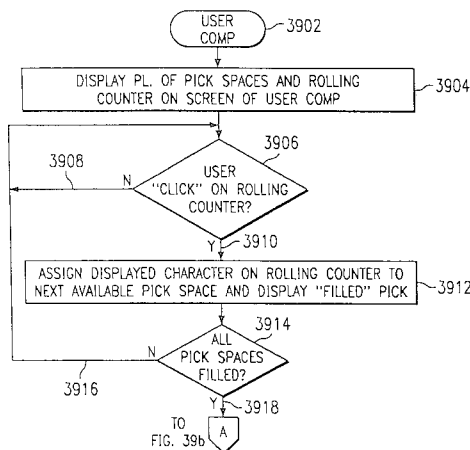 USER
COMP
3902
DISPLAY PL. OF PICK SPACES AND ROLLING
COUNTER ON SCREEN OF USER COMP
3904
3906
3908
N
USER
"CLICK" ON ROLLING
COUNTER?
Y
3910
ASSIGN DISPLAYED CHARACTER ON ROLLING COUNTER TO
NEXT AVAILABLE PICK SPACE AND DISPLAY "FILLED" PICK
3912
3914
N
ALL
PICK SPACES
FILLED?
3916
Y
3918
TO
FIG. 39b
A